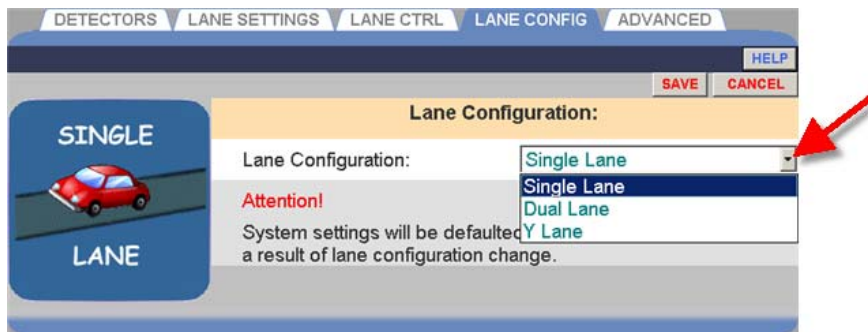 DETECTORS LANE SETTINGS LANE CTRL LANE CONFIG ADVANCED
HELP
SAVE CANCEL
SINGLE
LANE
Lane Configuration:
Lane Configuration: Single Lane
Single Lane
Dual Lane
Y Lane
Attention!
System settings will be defaulted
a result of lane configuration change.